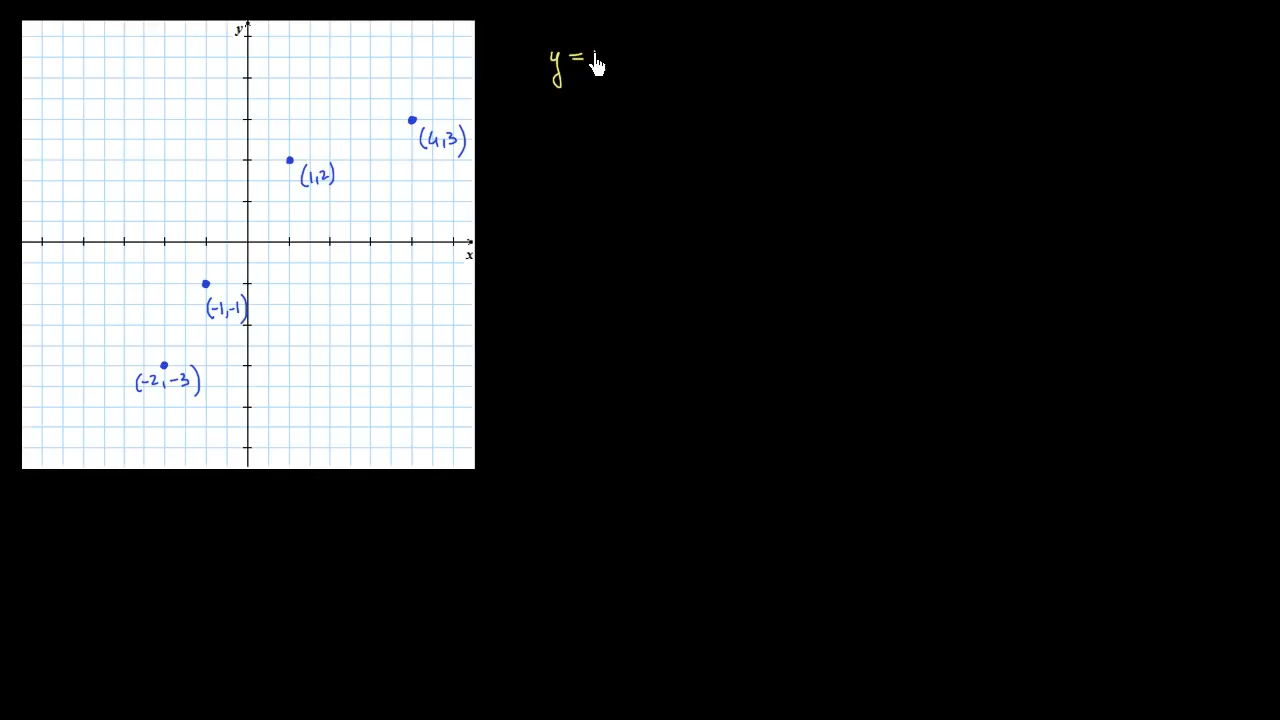 y
y =
(4,3)
(1,2)
x
(-1,-1)
(-2,-3)